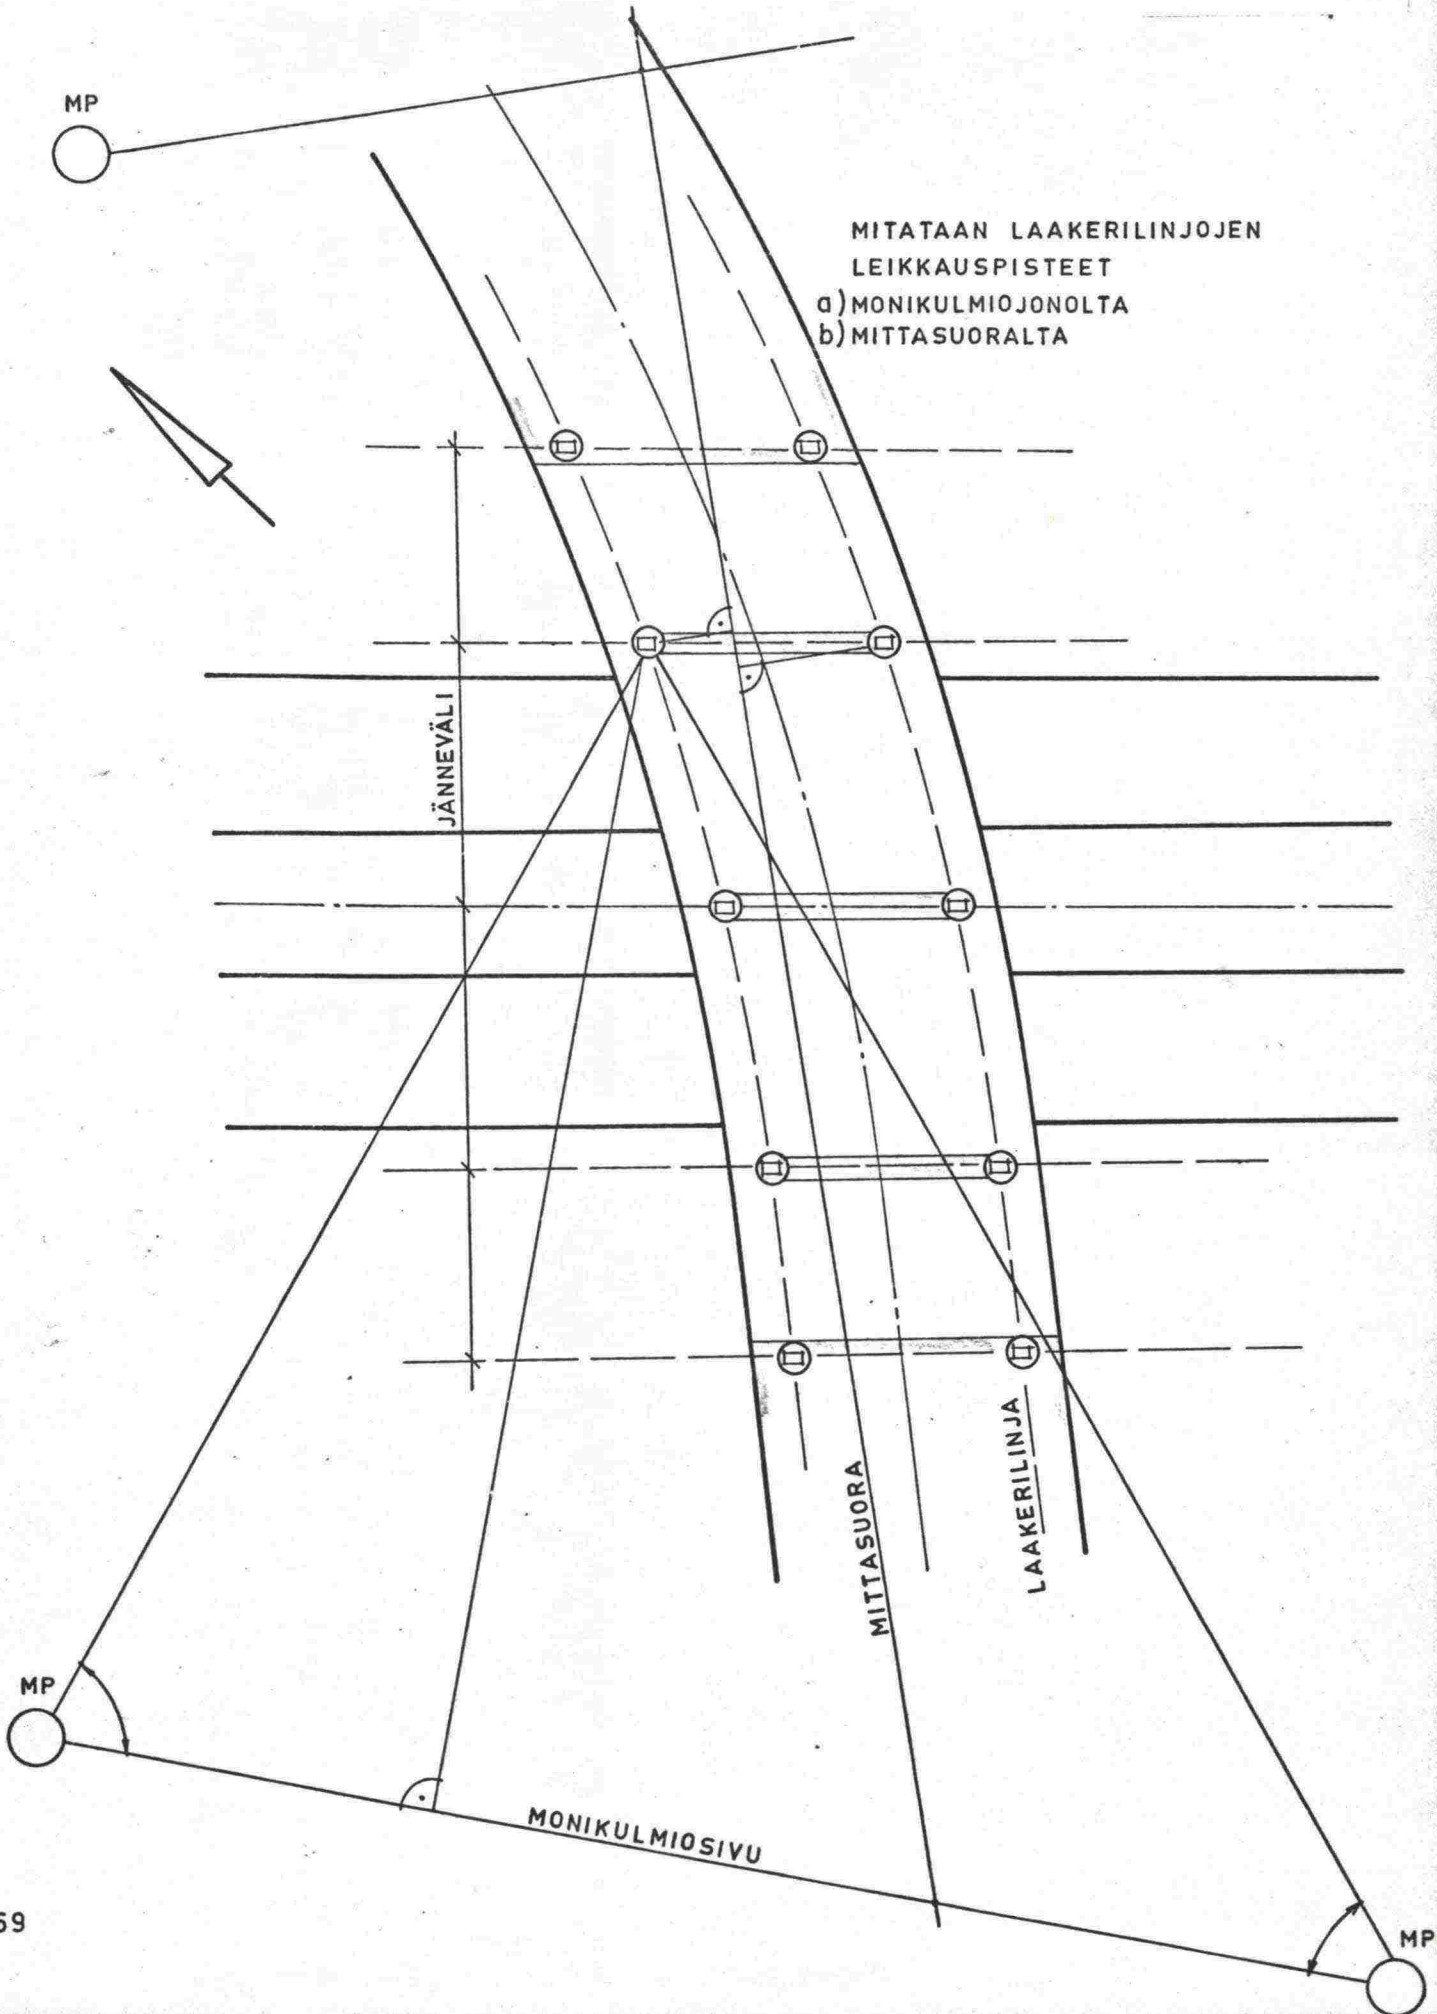 MP
MITATAAN LAAKERILINJOJEN
LEIKKAUSPISTEET
a) MONIKULMIOJONOLTA
b) MITTASUORALTA
JÄNNEVÄLI
LAAKERILINJA
MITTASUORA
MP
MONIKULMIOSIVU
69
MP